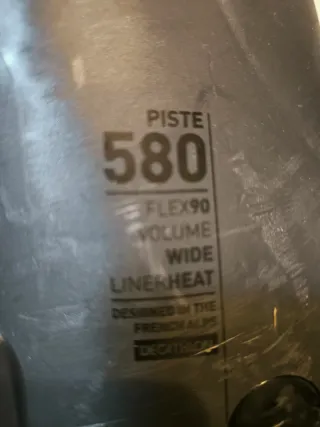 PISTE
580
FLEX90
VOLUME
WIDE
LINERHEAT
DESIGNED IN THE
FRENCH ALPS
DECATHLON